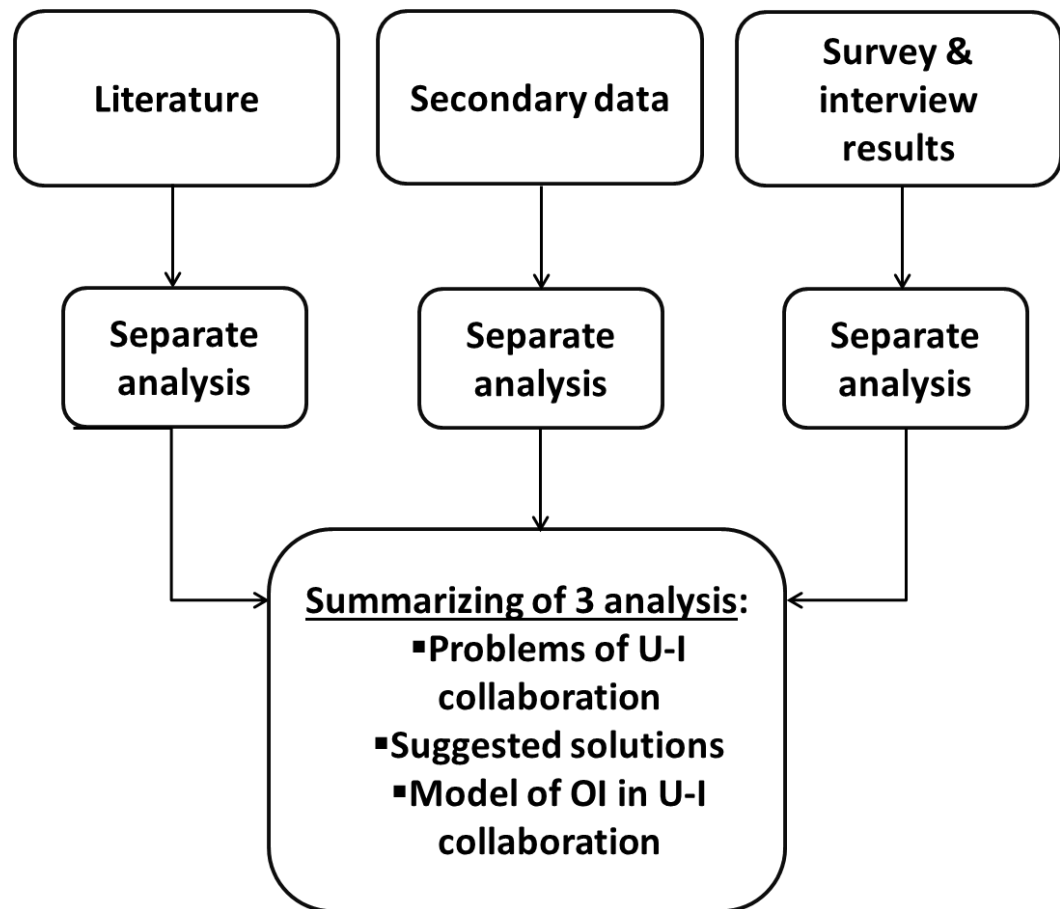 Literature
Secondary data
Survey &
interview
results
Separate
analysis
Separate
analysis
Separate
analysis
Summarizing of 3 analysis:
▪Problems of U-I
collaboration
▪Suggested solutions
▪Model of OI in U-I
collaboration